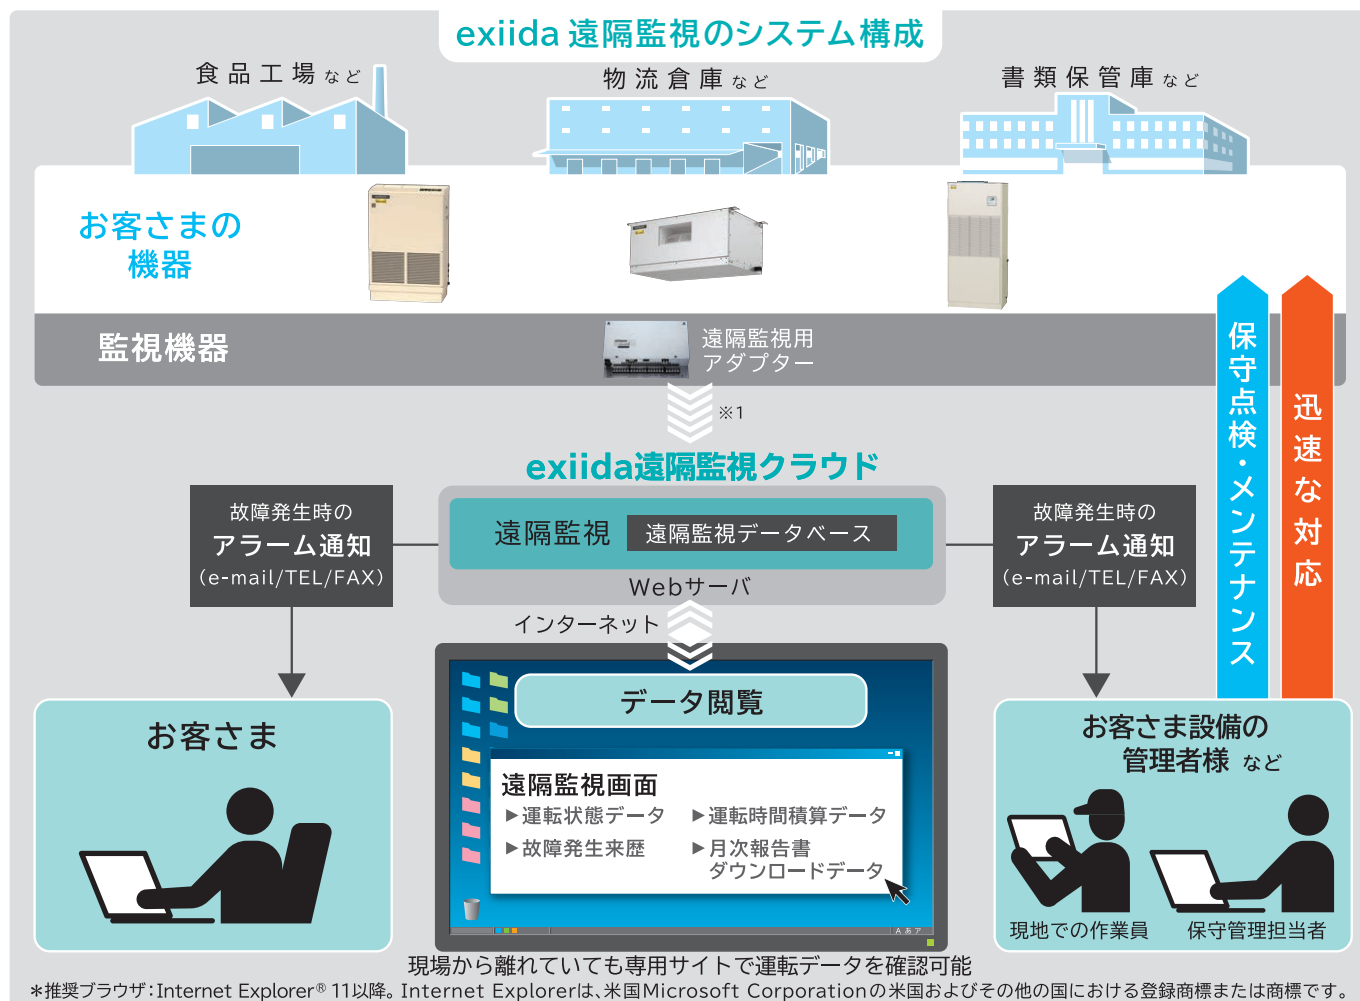 exiida 遠隔監視のシステム構成
食品工場 など
物流倉庫 など
書類保管庫 など
お客さまの
機器
監視機器
遠隔監視用
アダプター
※1
保守点検・メンテナンス
迅速な対応
exiida遠隔監視クラウド
故障発生時の
アラーム通知
(e-mail/TEL/FAX)
遠隔監視
遠隔監視データベース
Webサーバ
故障発生時の
アラーム通知
(e-mail/TEL/FAX)
インターネット
お客さま
データ閲覧
遠隔監視画面
▶運転状態データ
▶運転時間積算データ
▶故障発生来歴
▶月次報告書
ダウンロードデータ
A あ ア
お客さま設備の
管理者様 など
現地での作業員
保守管理担当者
現場から離れていても専用サイトで運転データを確認可能
*推奨ブラウザ:Internet Explorer® 11以降。Internet Explorerは、米国Microsoft Corporationの米国およびその他の国における登録商標または商標です。